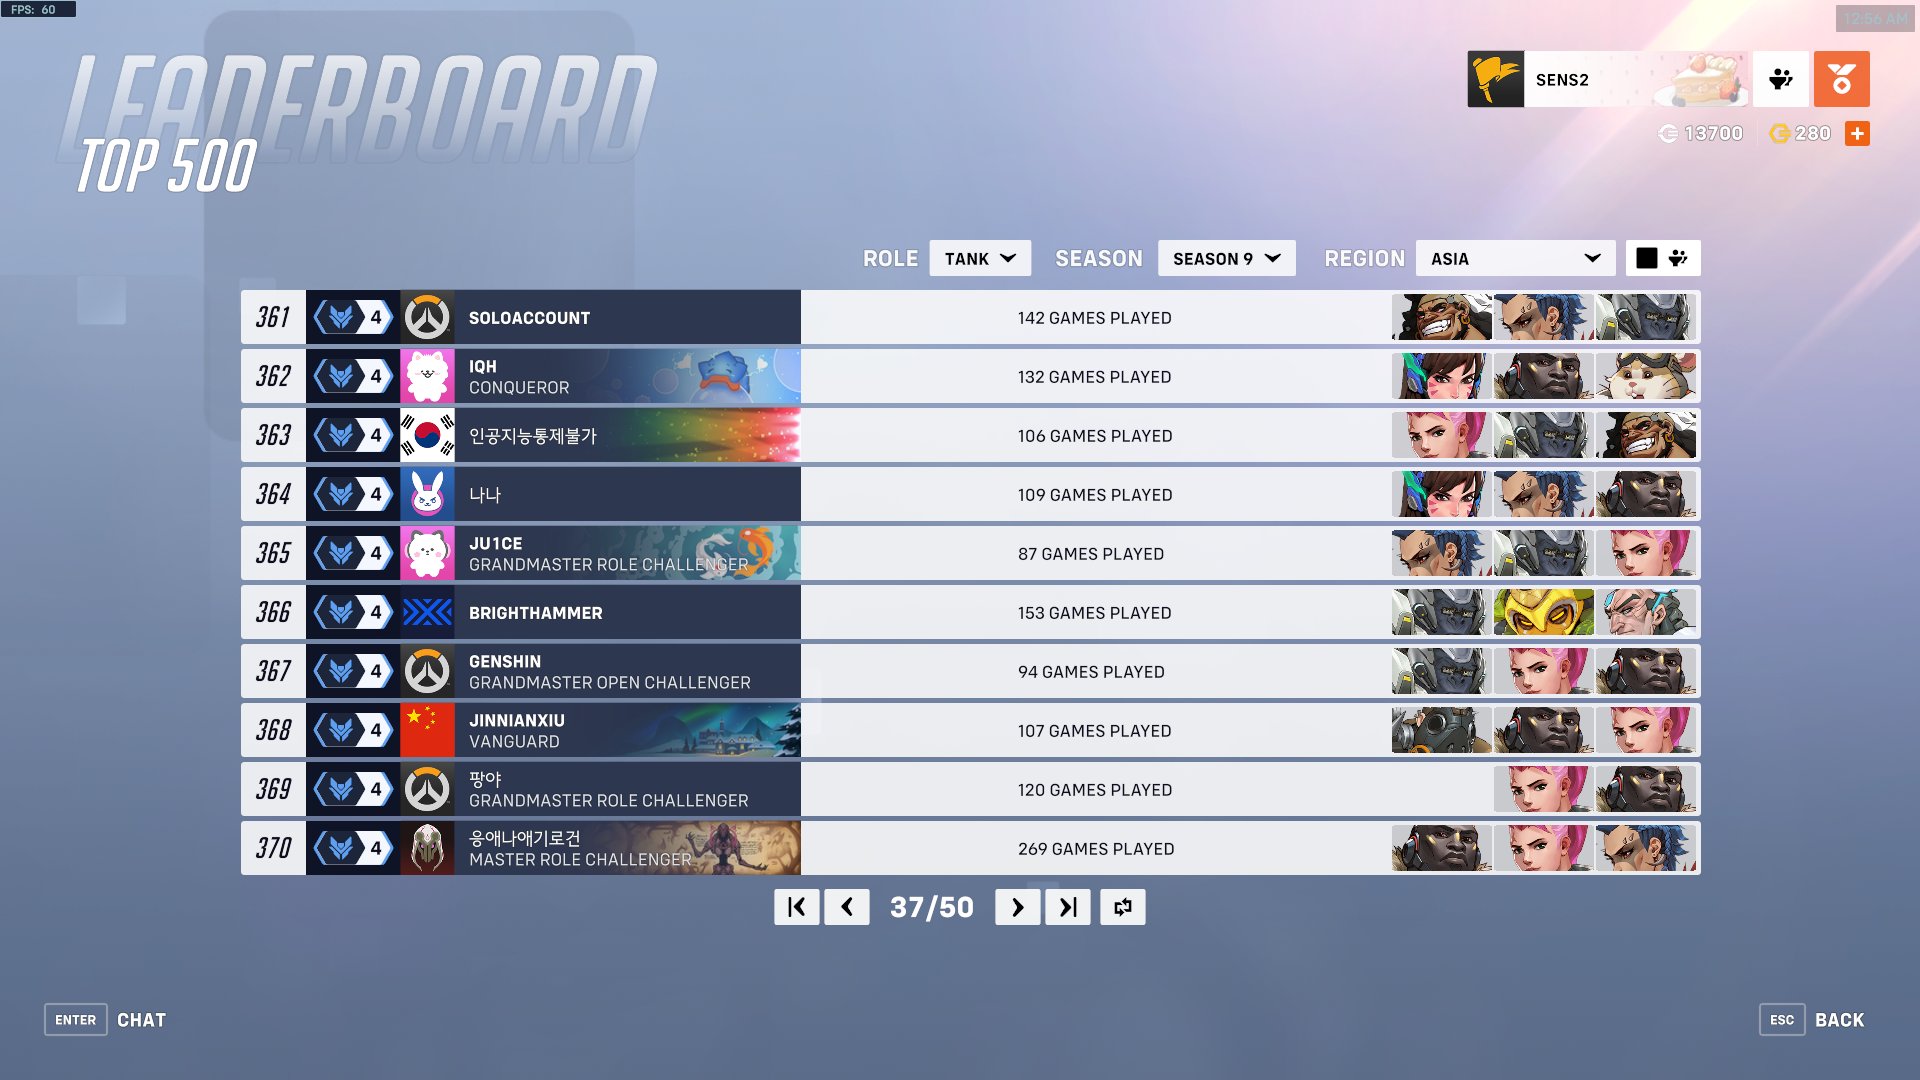 FPS: 60
12:56 AM
LEADERBOARD
TOP 500
SENS2
13700
280
ROLE TANK SEASON SEASON 9 REGION ASIA
361 4 SOLOACCOUNT 142 GAMES PLAYED
362 4 IQH 132 GAMES PLAYED
CONQUEROR
363 4 인공지능통제불가 106 GAMES PLAYED
364 4 나나 109 GAMES PLAYED
365 4 JU1CE 87 GAMES PLAYED
GRANDMASTER ROLE CHALLENGER
366 4 BRIGHTHAMMER 153 GAMES PLAYED
367 4 GENSHIN 94 GAMES PLAYED
GRANDMASTER OPEN CHALLENGER
368 4 JINNIANXIU 107 GAMES PLAYED
VANGUARD
369 4 팡야 120 GAMES PLAYED
GRANDMASTER ROLE CHALLENGER
370 4 응애나애기로건 269 GAMES PLAYED
MASTER ROLE CHALLENGER
37/50
ENTER CHAT
ESC BACK